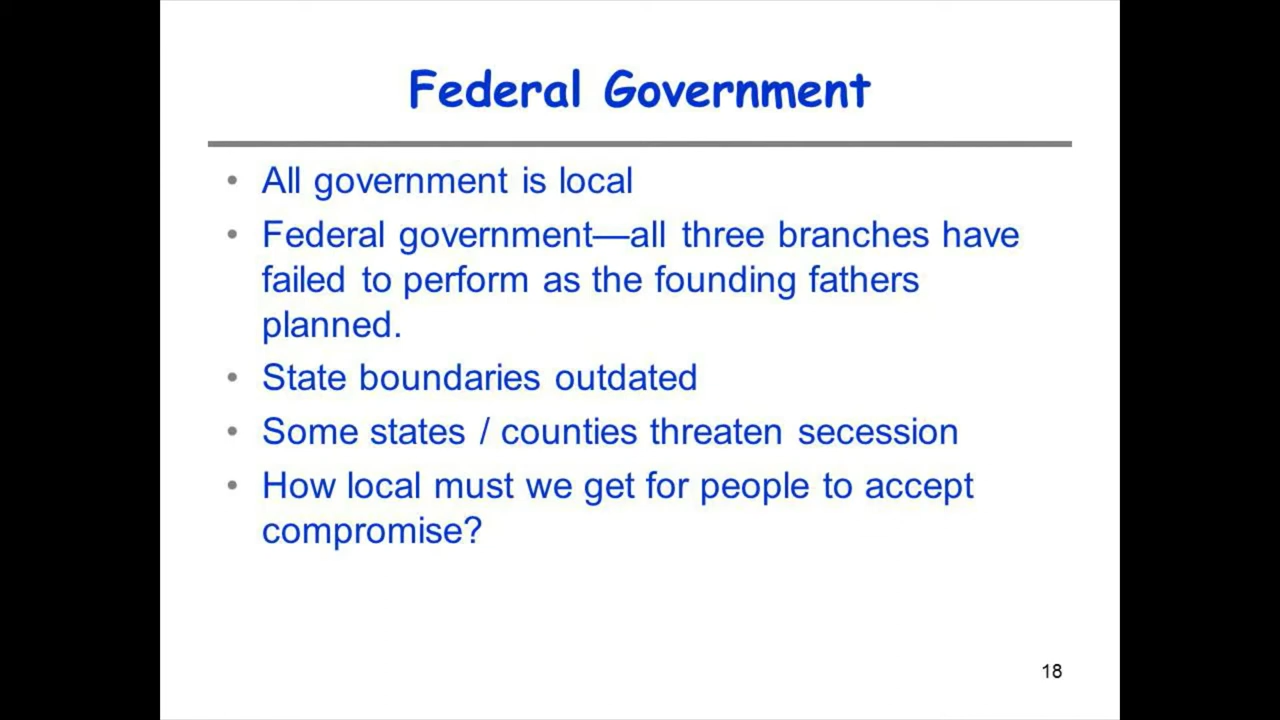 Federal Government
• All government is local
• Federal government—all three branches have
failed to perform as the founding fathers
planned.
• State boundaries outdated
• Some states / counties threaten secession
• How local must we get for people to accept
compromise?
18